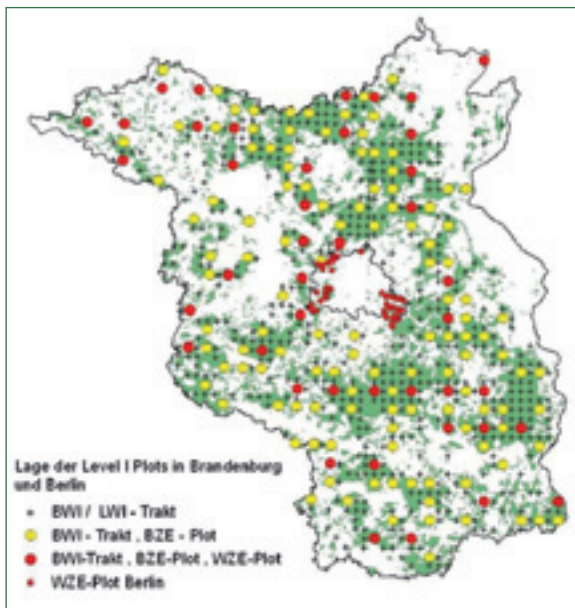 Lage der Level I Plots in Brandenburg
und Berlin
BWI / LWI - Trakt
BWI - Trakt , BZE - Plot
BWI-Trakt , BZE-Plot , WZE-Plot
WZE-Plot Berlin